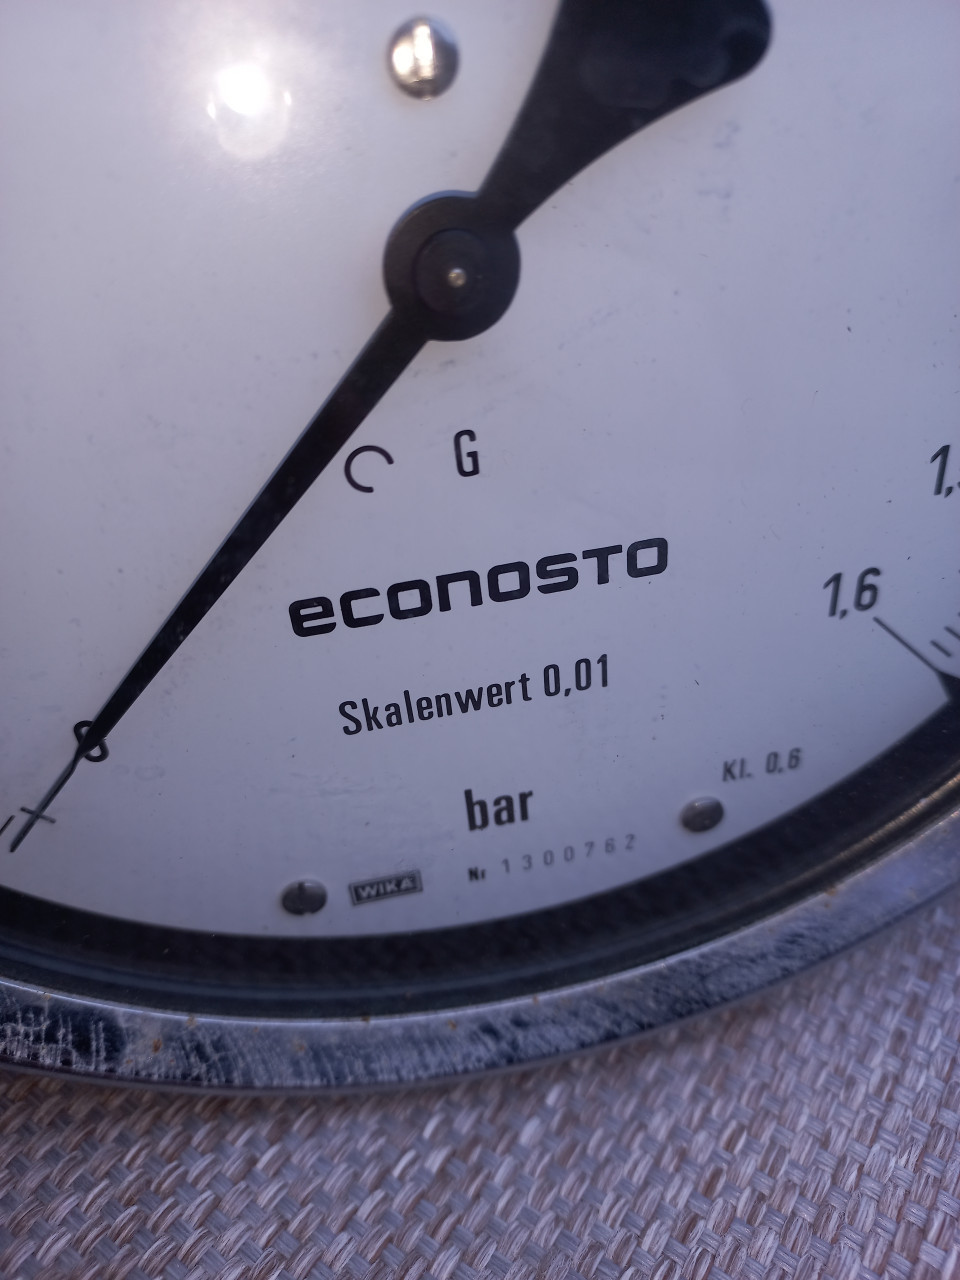 G
econosto
1,6
Skalenwert 0,01
Kl. 0,6
bar
WIKA Nr 1300762